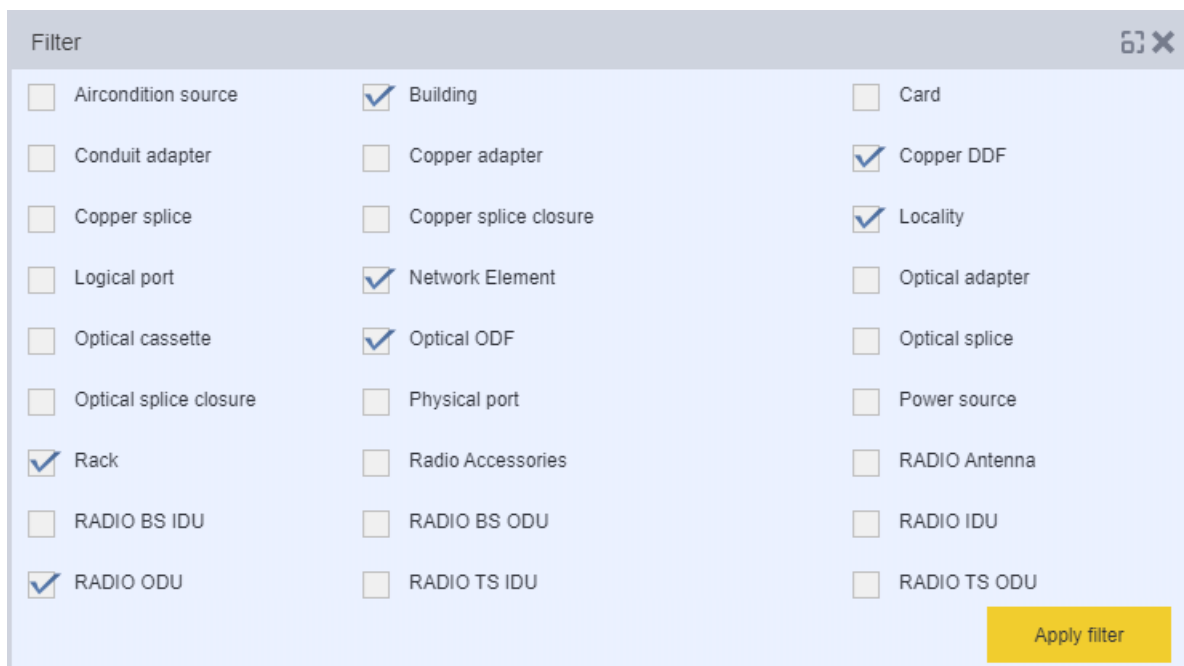 Filter
Aircondition source Building Card
Conduit adapter Copper adapter Copper DDF
Copper splice Copper splice closure Locality
Logical port Network Element Optical adapter
Optical cassette Optical ODF Optical splice
Optical splice closure Physical port Power source
Rack Radio Accessories RADIO Antenna
RADIO BS IDU RADIO BS ODU RADIO IDU
RADIO ODU RADIO TS IDU RADIO TS ODU
Apply filter